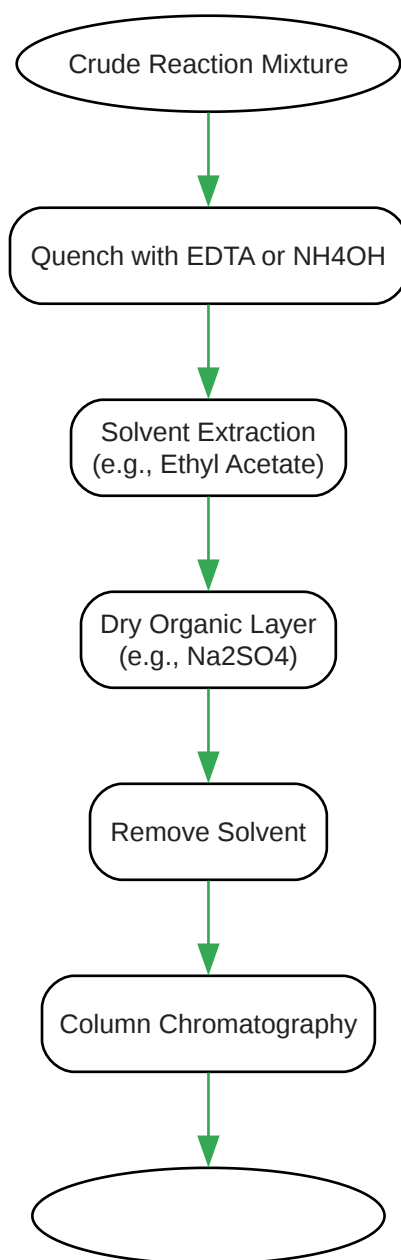 Crude Reaction Mixture
Quench with EDTA or NH4OH
Solvent Extraction
(e.g., Ethyl Acetate)
Dry Organic Layer
(e.g., Na2SO4)
Remove Solvent
Column Chromatography